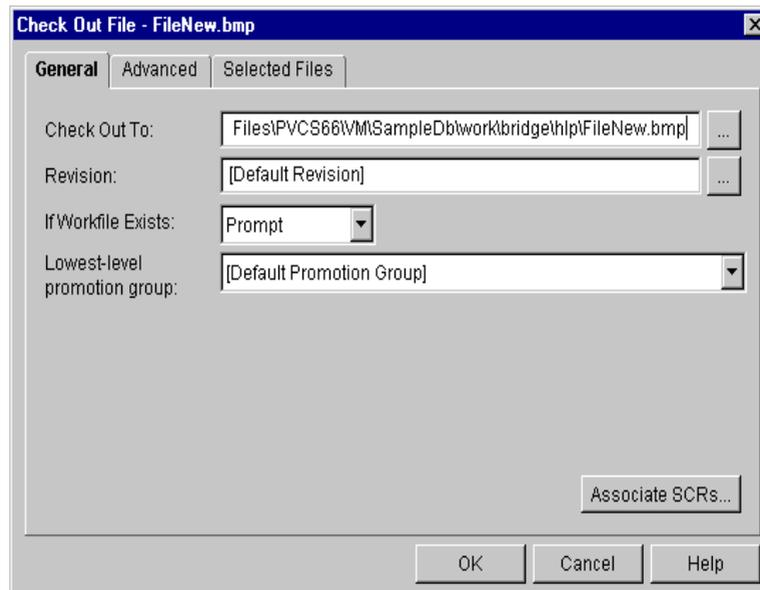 Check Out File - FileNew.bmp
General Advanced Selected Files
Check Out To: Files\PVCS66\VM\SampleDb\work\bridge\hlp\FileNew.bmp ...
Revision: [Default Revision] ...
If Workfile Exists: Prompt
Lowest-level
promotion group: [Default Promotion Group]
Associate SCRs...
OK Cancel Help